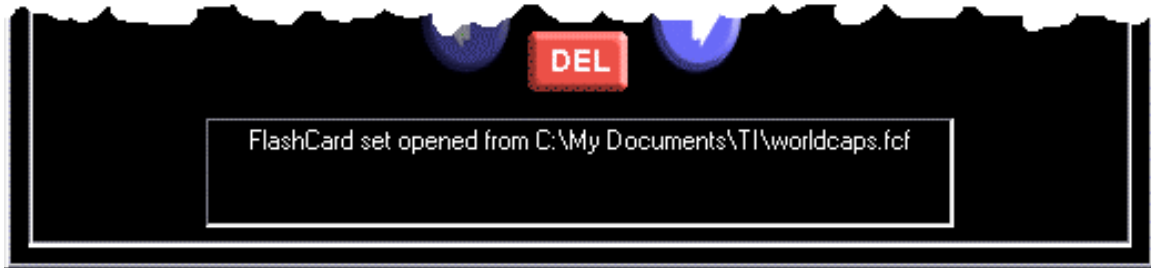 DEL
FlashCard set opened from C:\My Documents\TI\worldcaps.fcf